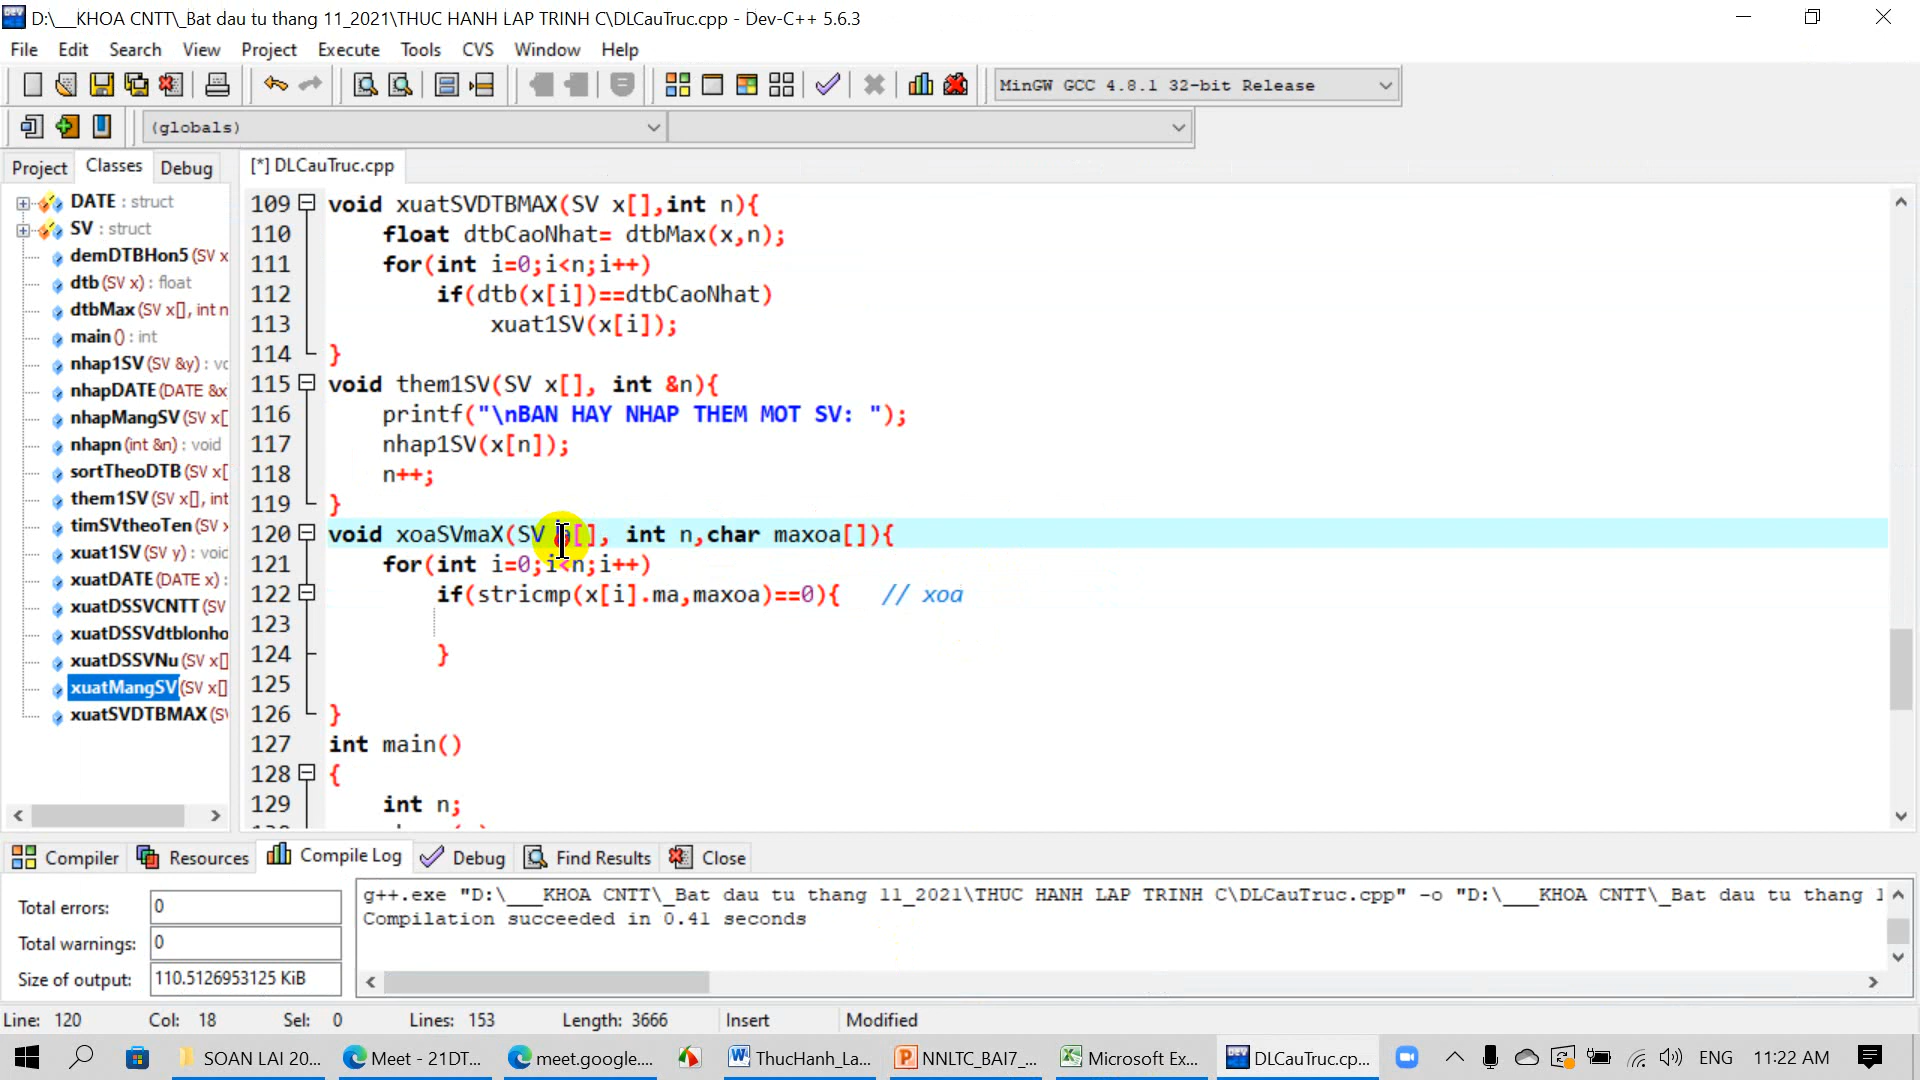 D:\___KHOA CNTT\_Bat dau tu thang 11_2021\THUC HANH LAP TRINH C\DLCauTruc.cpp - Dev-C++ 5.6.3
File Edit Search View Project Execute Tools CVS Window Help
MinGW GCC 4.8.1 32-bit Release
(globals)
Project Classes Debug
[*] DLCauTruc.cpp
DATE : struct
SV : struct
demDTBHon5 (SV x
dtb (SV x) : float
dtbMax (SV x[], int n
main () : int
nhap1SV (SV &y) : vc
nhapDATE (DATE &x
nhapMangSV (SV x[
nhapn (int &n) : void
sortTheoDTB (SV x[
them1SV (SV x[], int
timSVtheoTen (SV x
xuat1SV (SV y) : voic
xuatDATE (DATE x) :
xuatDSSVCNTT (SV
xuatDSSVdtblonho
xuatDSSVNu (SV x[]
xuatMangSV (SV x[]
xuatSVDTBMAX (S
109 void xuatSVDTBMAX(SV x[],int n){
110 float dtbCaoNhat= dtbMax(x,n);
111 for(int i=0;i<n;i++)
112 if(dtb(x[i])==dtbCaoNhat)
113 xuat1SV(x[i]);
114 }
115 void them1SV(SV x[], int &n){
116 printf("\nBAN HAY NHAP THEM MOT SV: ");
117 nhap1SV(x[n]);
118 n++;
119 }
120 void xoaSVmaX(SV [], int n,char maxoa[]){
121 for(int i=0;i<n;i++)
122 if(stricmp(x[i].ma,maxoa)==0){ // xoa
123
124 }
125
126 }
127 int main()
128 {
129 int n;
Compiler Resources Compile Log Debug Find Results Close
Total errors: 0
Total warnings: 0
Size of output: 110.5126953125 KiB
g++.exe "D:\___KHOA CNTT\_Bat dau tu thang 11_2021\THUC HANH LAP TRINH C\DLCauTruc.cpp" -o "D:\___KHOA CNTT\_Bat dau tu thang 1
Compilation succeeded in 0.41 seconds
Line: 120 Col: 18 Sel: 0 Lines: 153 Length: 3666 Insert Modified
SOAN LAI 20... Meet - 21DT... meet.google.... ThucHanh_La... NNLTC_BAI7_... Microsoft Ex... DLCauTruc.cp... ENG 11:22 AM